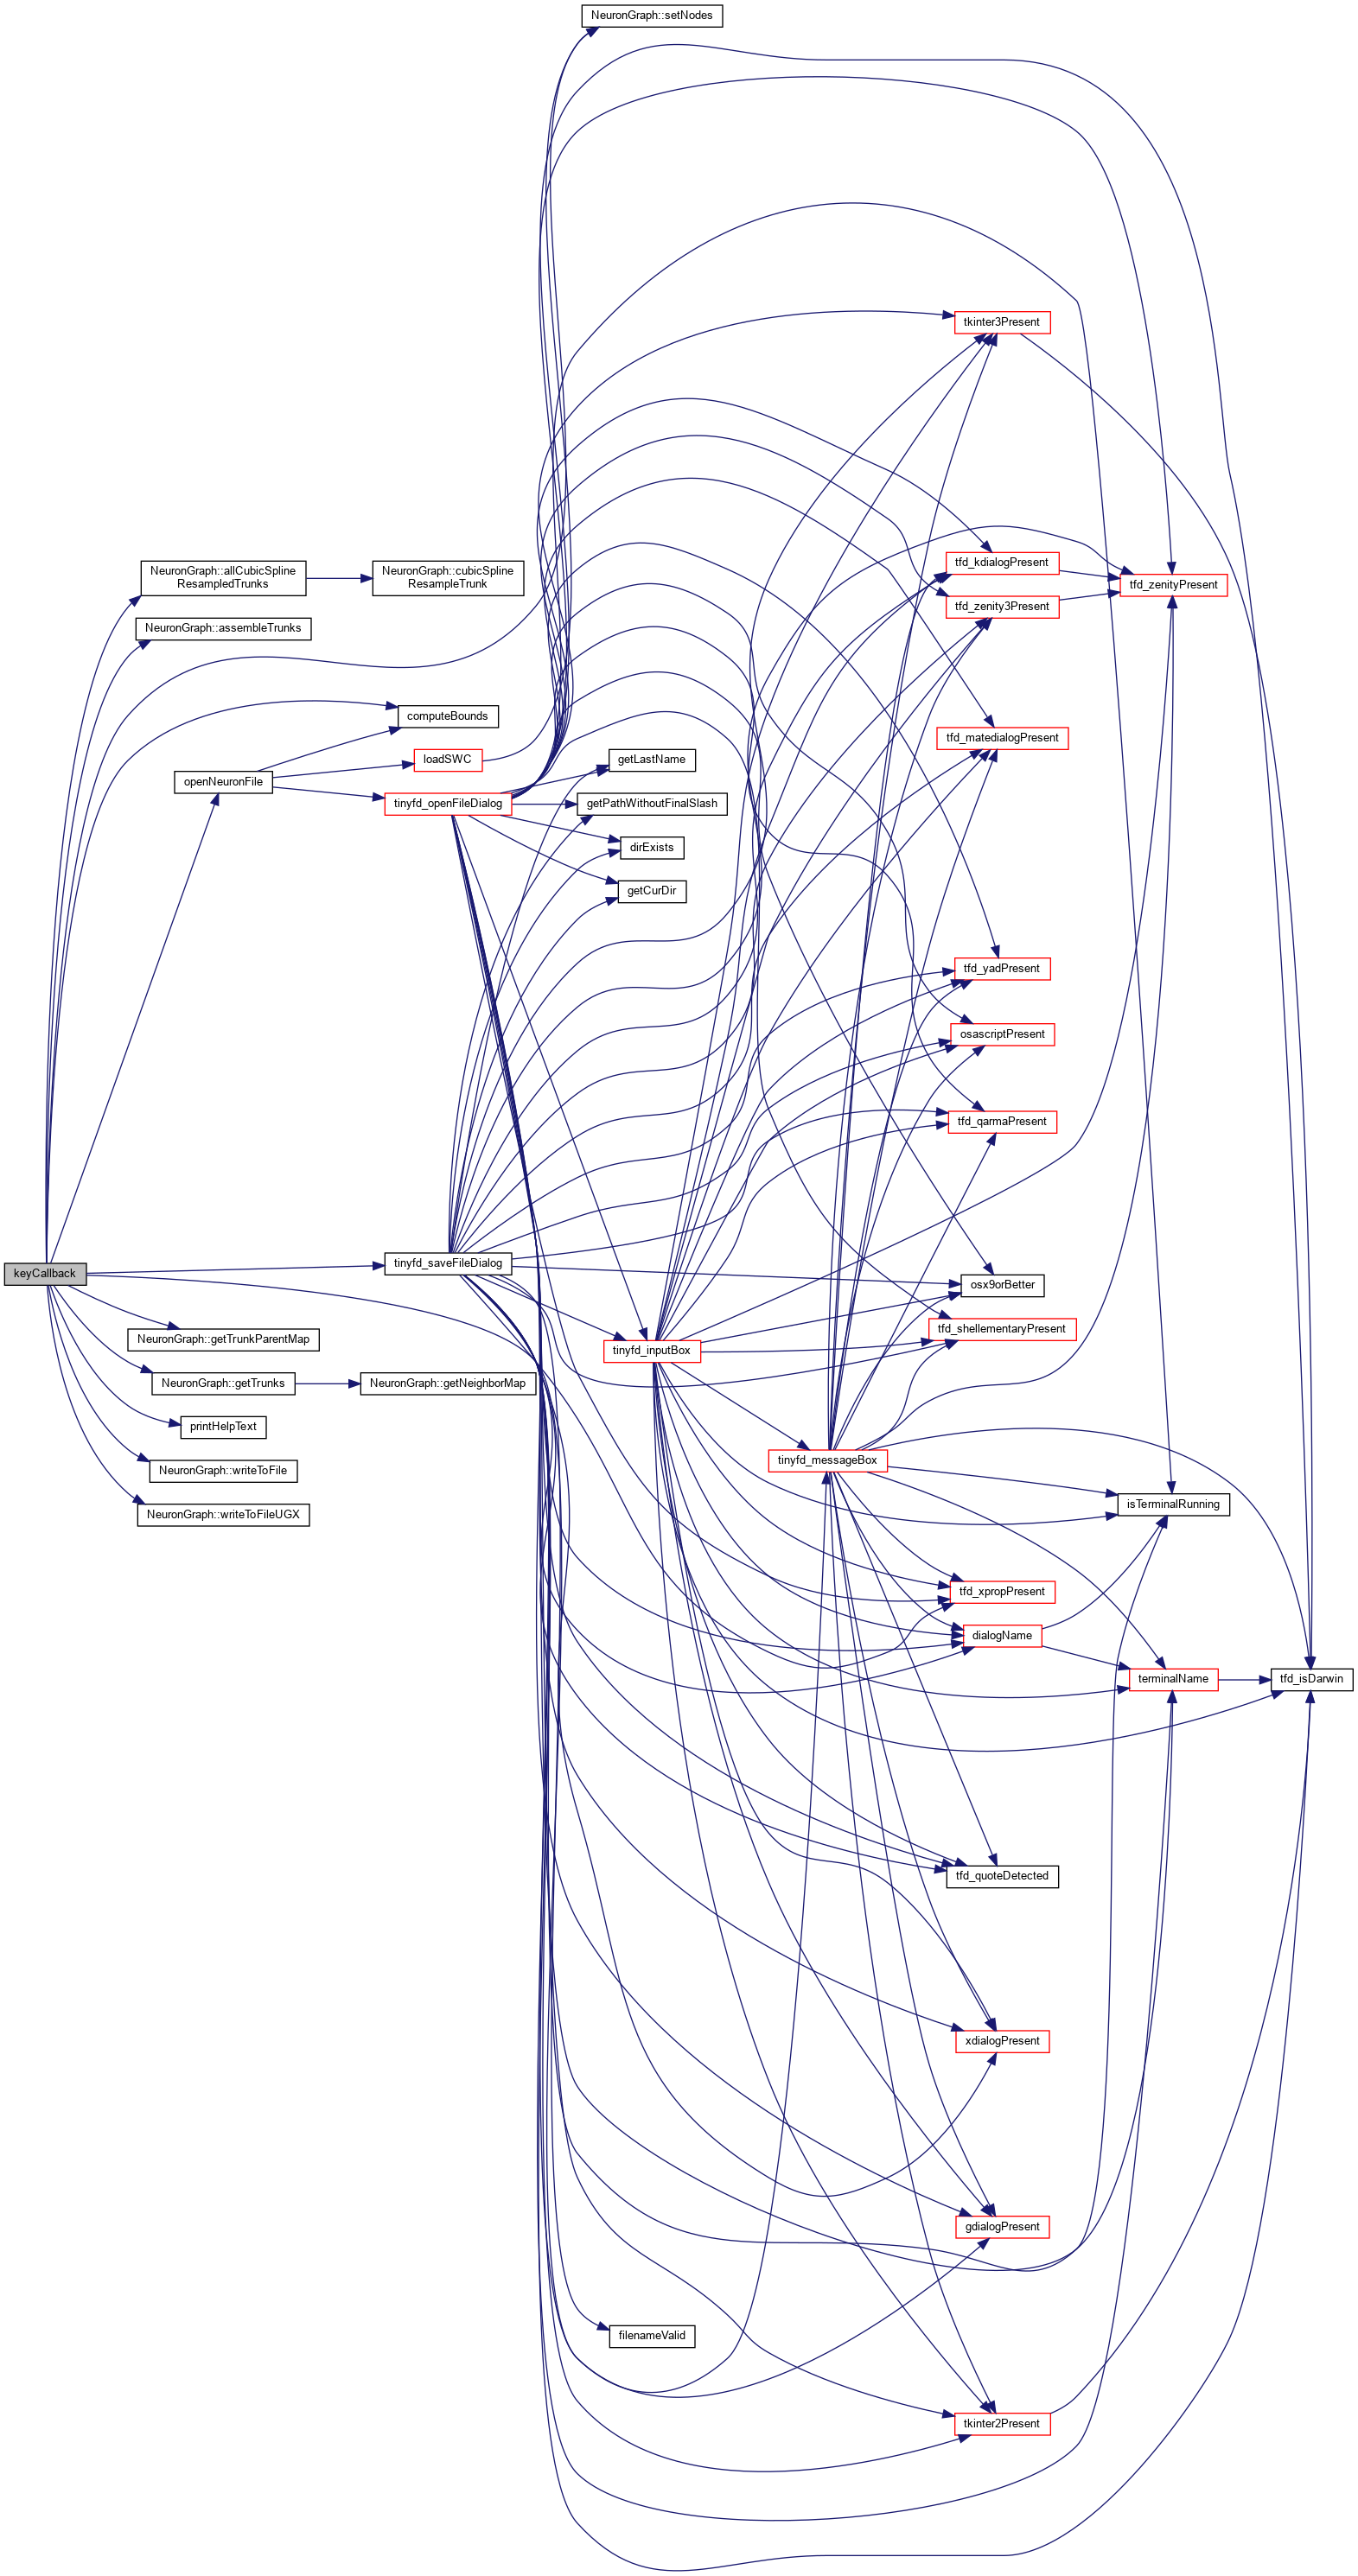 NeuronGraph::setNodes
tkinter3Present
tfd_kdialogPresent
tfd_zenityPresent
NeuronGraph::allCubicSpline
ResampledTrunks
NeuronGraph::cubicSpline
ResampleTrunk
tfd_zenity3Present
NeuronGraph::assembleTrunks
computeBounds
tfd_matedialogPresent
loadSWC
getLastName
openNeuronFile
tinyfd_openFileDialog
getPathWithoutFinalSlash
dirExists
getCurDir
tfd_yadPresent
osascriptPresent
tfd_qarmaPresent
keyCallback
tinyfd_saveFileDialog
osx9orBetter
tfd_shellementaryPresent
NeuronGraph::getTrunkParentMap
tinyfd_inputBox
NeuronGraph::getTrunks
NeuronGraph::getNeighborMap
printHelpText
tinyfd_messageBox
NeuronGraph::writeToFile
isTerminalRunning
NeuronGraph::writeToFileUGX
tfd_xpropPresent
dialogName
terminalName
tfd_isDarwin
tfd_quoteDetected
xdialogPresent
gdialogPresent
filenameValid
tkinter2Present